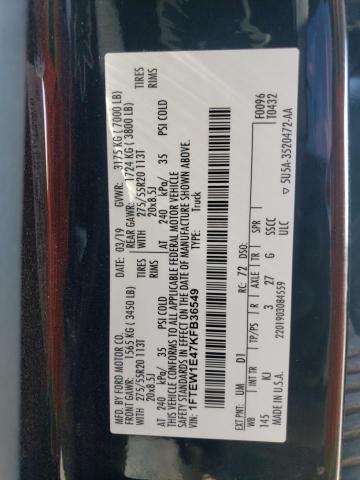 MFD. BY FORD MOTOR CO.
DATE: 03/19 GVWR: 3175 KG ( 7000 LB)
FRONT GAWR: 1565 KG ( 3450 LB) REAR GAWR: 1724 KG ( 3800 LB)
WITH 275/55R20 113T TIRES WITH 275/55R20 113T TIRES
20x8.5J RIMS 20x8.5J RIMS
AT 240 kPa/ 35 PSI COLD AT 240 kPa/ 35 PSI COLD
THIS VEHICLE CONFORMS TO ALL APPLICABLE FEDERAL MOTOR VEHICLE
SAFETY STANDARDS IN EFFECT ON THE DATE OF MANUFACTURE SHOWN ABOVE.
VIN: 1FTEW1E47KFB36549
TYPE: Truck
F0096
T0432
EXT PNT: UM D1 RC: 72 DSO:
WB INT TR TP/PS R AXLE TR SPR
145 KJ 3 27 G SSCC
MADE IN U.S.A. ULC
2201903084559
▽ 5U5A-3520472-AA